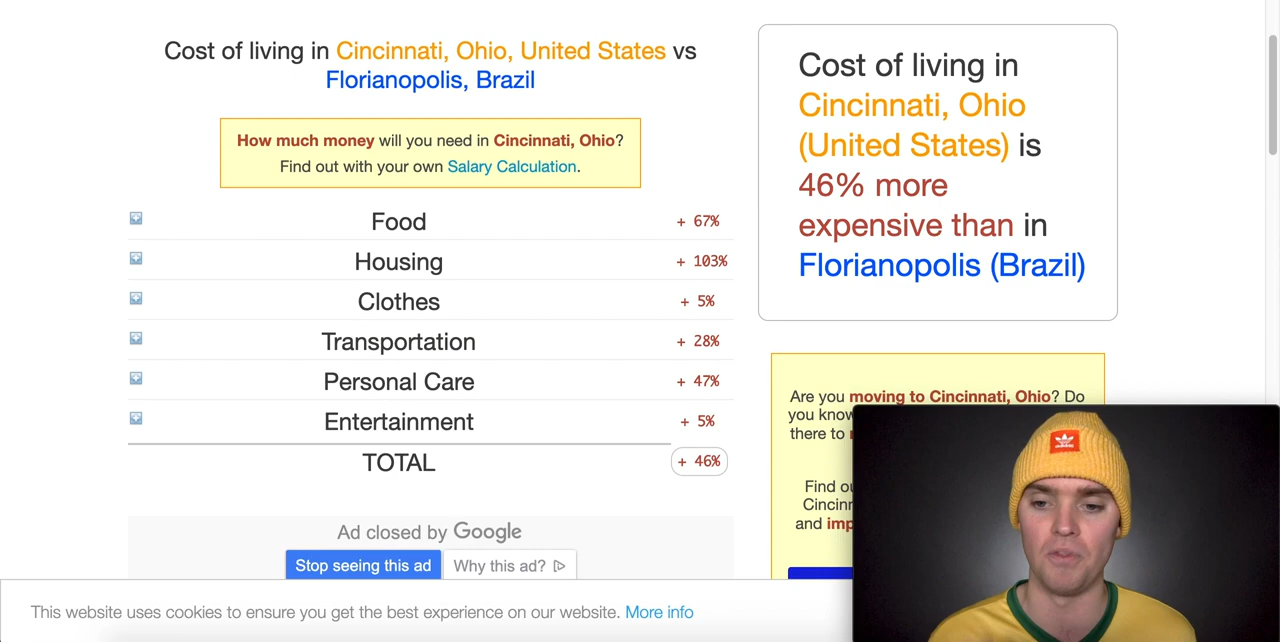 Cost of living in Cincinnati, Ohio, United States vs
Florianopolis, Brazil
How much money will you need in Cincinnati, Ohio?
Find out with your own Salary Calculation.
Food + 67%
Housing + 103%
Clothes + 5%
Transportation + 28%
Personal Care + 47%
Entertainment + 5%
TOTAL + 46%
Ad closed by Google
Stop seeing this ad Why this ad?
Cost of living in
Cincinnati, Ohio
(United States) is
46% more
expensive than in
Florianopolis (Brazil)
Are you moving to Cincinnati, Ohio? Do
you know
there to
Find ou
Cincinn
and imp
This website uses cookies to ensure you get the best experience on our website. More info